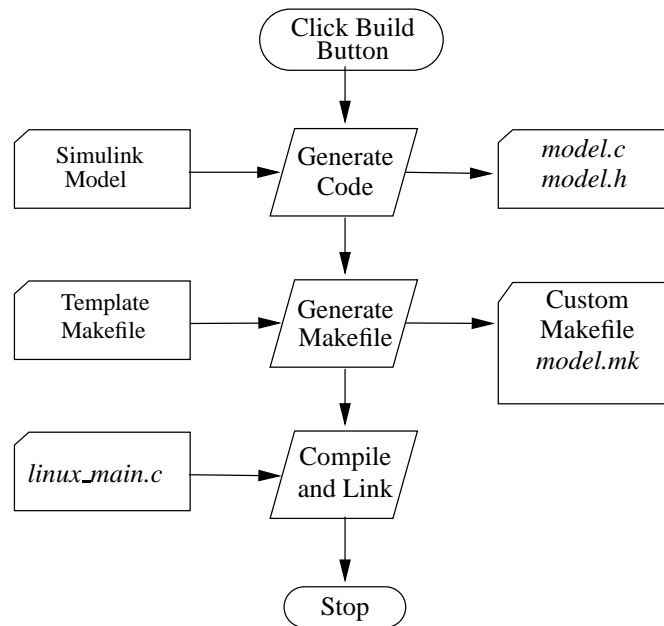 Click Build
Button
Simulink
Model
Generate
Code
model.c
model.h
Template
Makefile
Generate
Makefile
Custom
Makefile
model.mk
linux_main.c
Compile
and Link
Stop